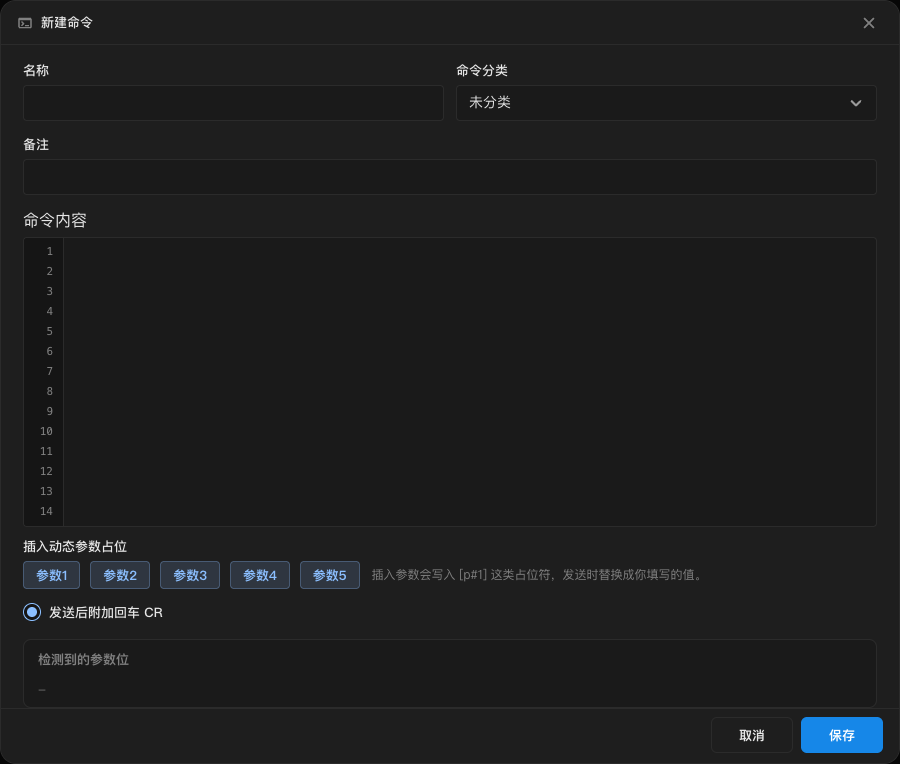 新建命令
名称
命令分类
未分类
备注
命令内容
1
2
3
4
5
6
7
8
9
10
11
12
13
14
插入动态参数占位
参数1 参数2 参数3 参数4 参数5 插入参数会写入 [p#1] 这类占位符，发送时替换成你填写的值。
发送后附加回车 CR
检测到的参数位
–
取消 保存